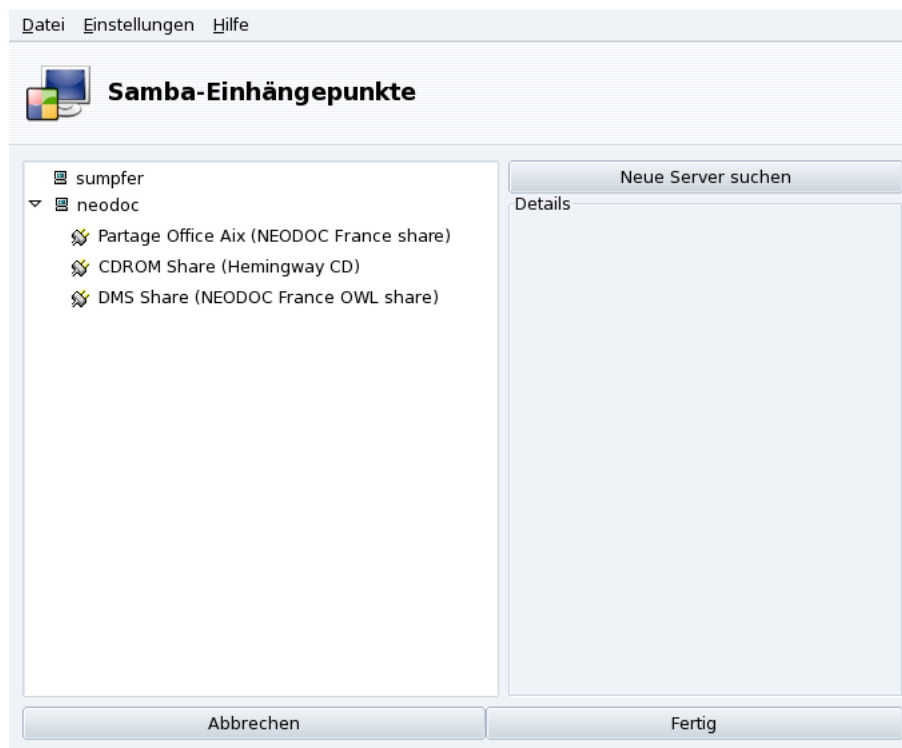 Datei Einstellungen Hilfe
Samba-Einhängepunkte
sumpfer
neodoc
Partage Office Aix (NEODOC France share)
CDROM Share (Hemingway CD)
DMS Share (NEODOC France OWL share)
Neue Server suchen
Details
Abbrechen Fertig